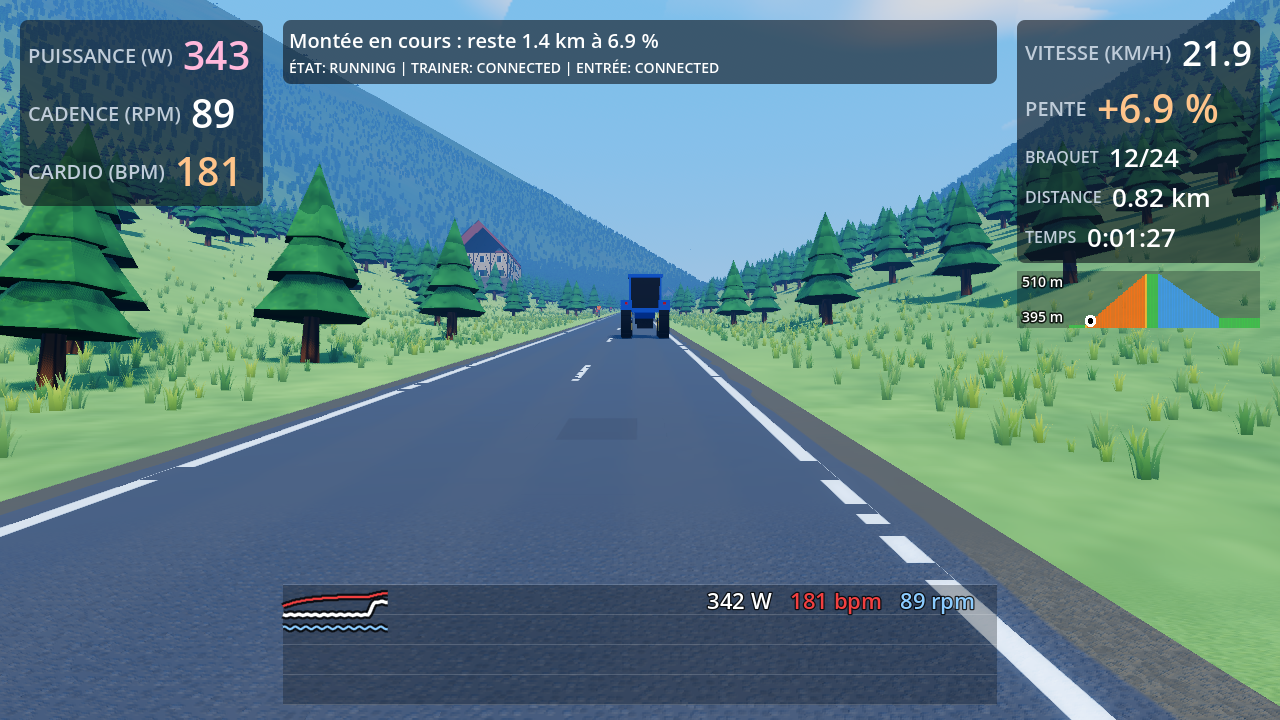 PUISSANCE (W) 343
CADENCE (RPM) 89
CARDIO (BPM) 181
Montée en cours : reste 1.4 km à 6.9 %
ÉTAT: RUNNING | TRAINER: CONNECTED | ENTRÉE: CONNECTED
VITESSE (KM/H) 21.9
PENTE +6.9 %
BRAQUET 12/24
DISTANCE 0.82 km
TEMPS 0:01:27
510 m
395 m
342 W 181 bpm 89 rpm